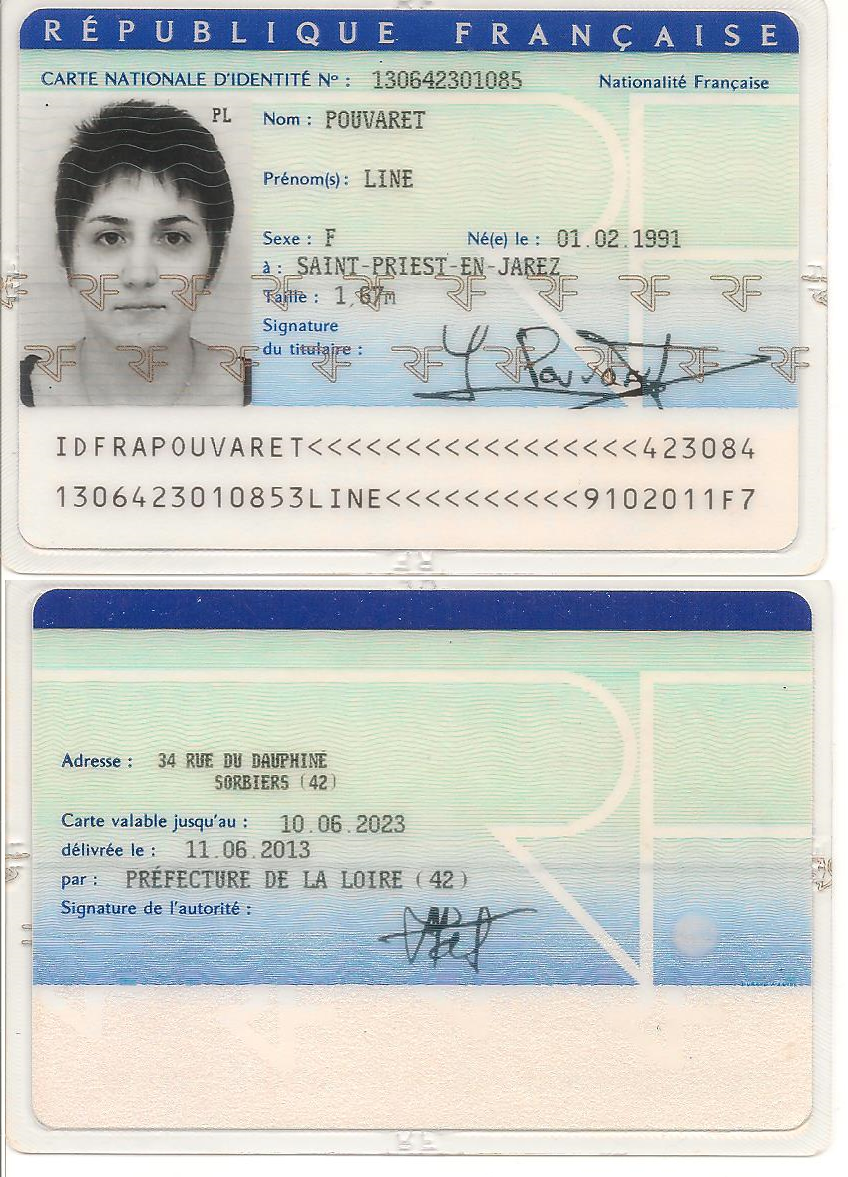 RÉPUBLIQUE FRANÇAISE
CARTE NATIONALE D'IDENTITÉ Nº : 130642301085 Nationalité Française
PL
Nom : POUVARET
Prénom(s) : LINE
Sexe : F Né(e) le : 01.02.1991
à : SAINT-PRIEST-EN-JAREZ
Taille : 1,67m
Signature
du titulaire :
IDFRAPOUVARET<<<<<<<<<<<<<<<<<423084
1306423010853LINE<<<<<<<<<<9102011F7
Adresse : 34 RUE DU DAUPHINE
SORBIERS (42)
Carte valable jusqu'au : 10.06.2023
délivrée le : 11.06.2013
par : PRÉFECTURE DE LA LOIRE (42)
Signature de l'autorité :